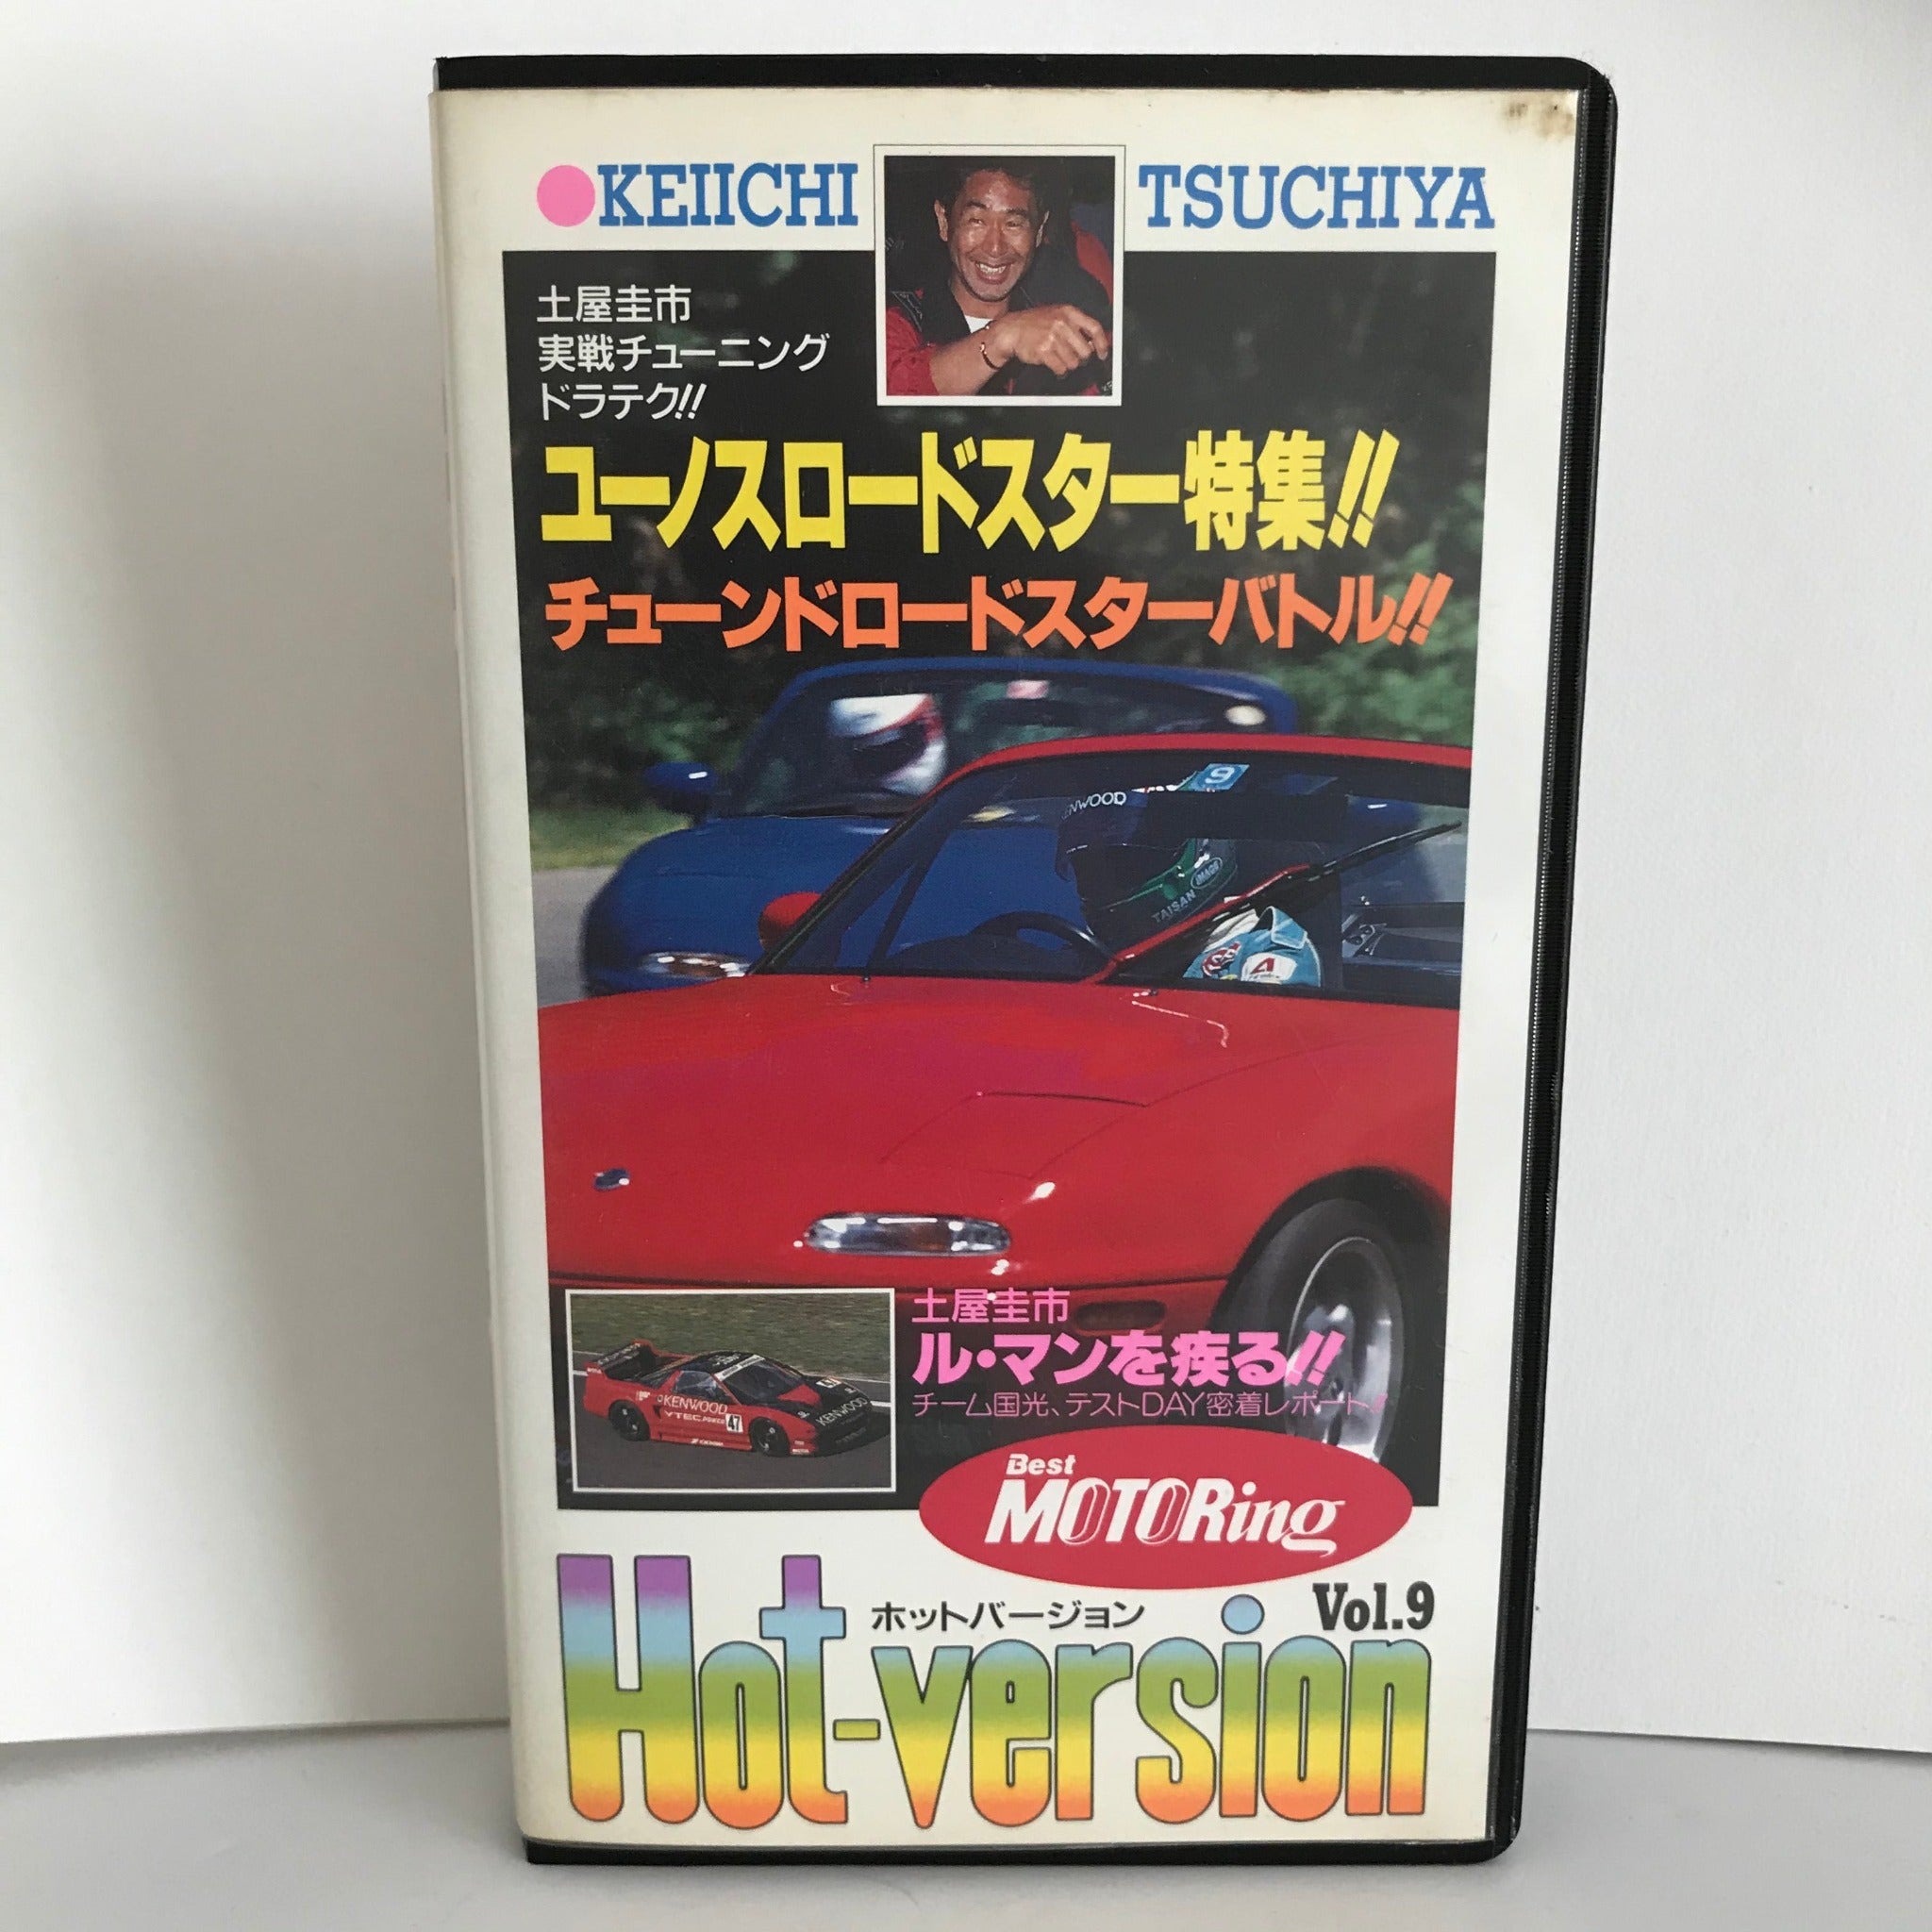 KEIICHI TSUCHIYA
土屋圭市
実戦チューニング
ドラテク!!
ユーノスロードスター特集!!
チューンドロードスターバトル!!
9
KENWOOD
TAISAN
IMAGE
土屋圭市
ル・マンを疾る!!
チーム国光、テストDAY密着レポート!!
KENWOOD
VTEC POWER
47
KENWOOD
Best
MOTORing
ホットバージョン
Vol.9
Hot-version